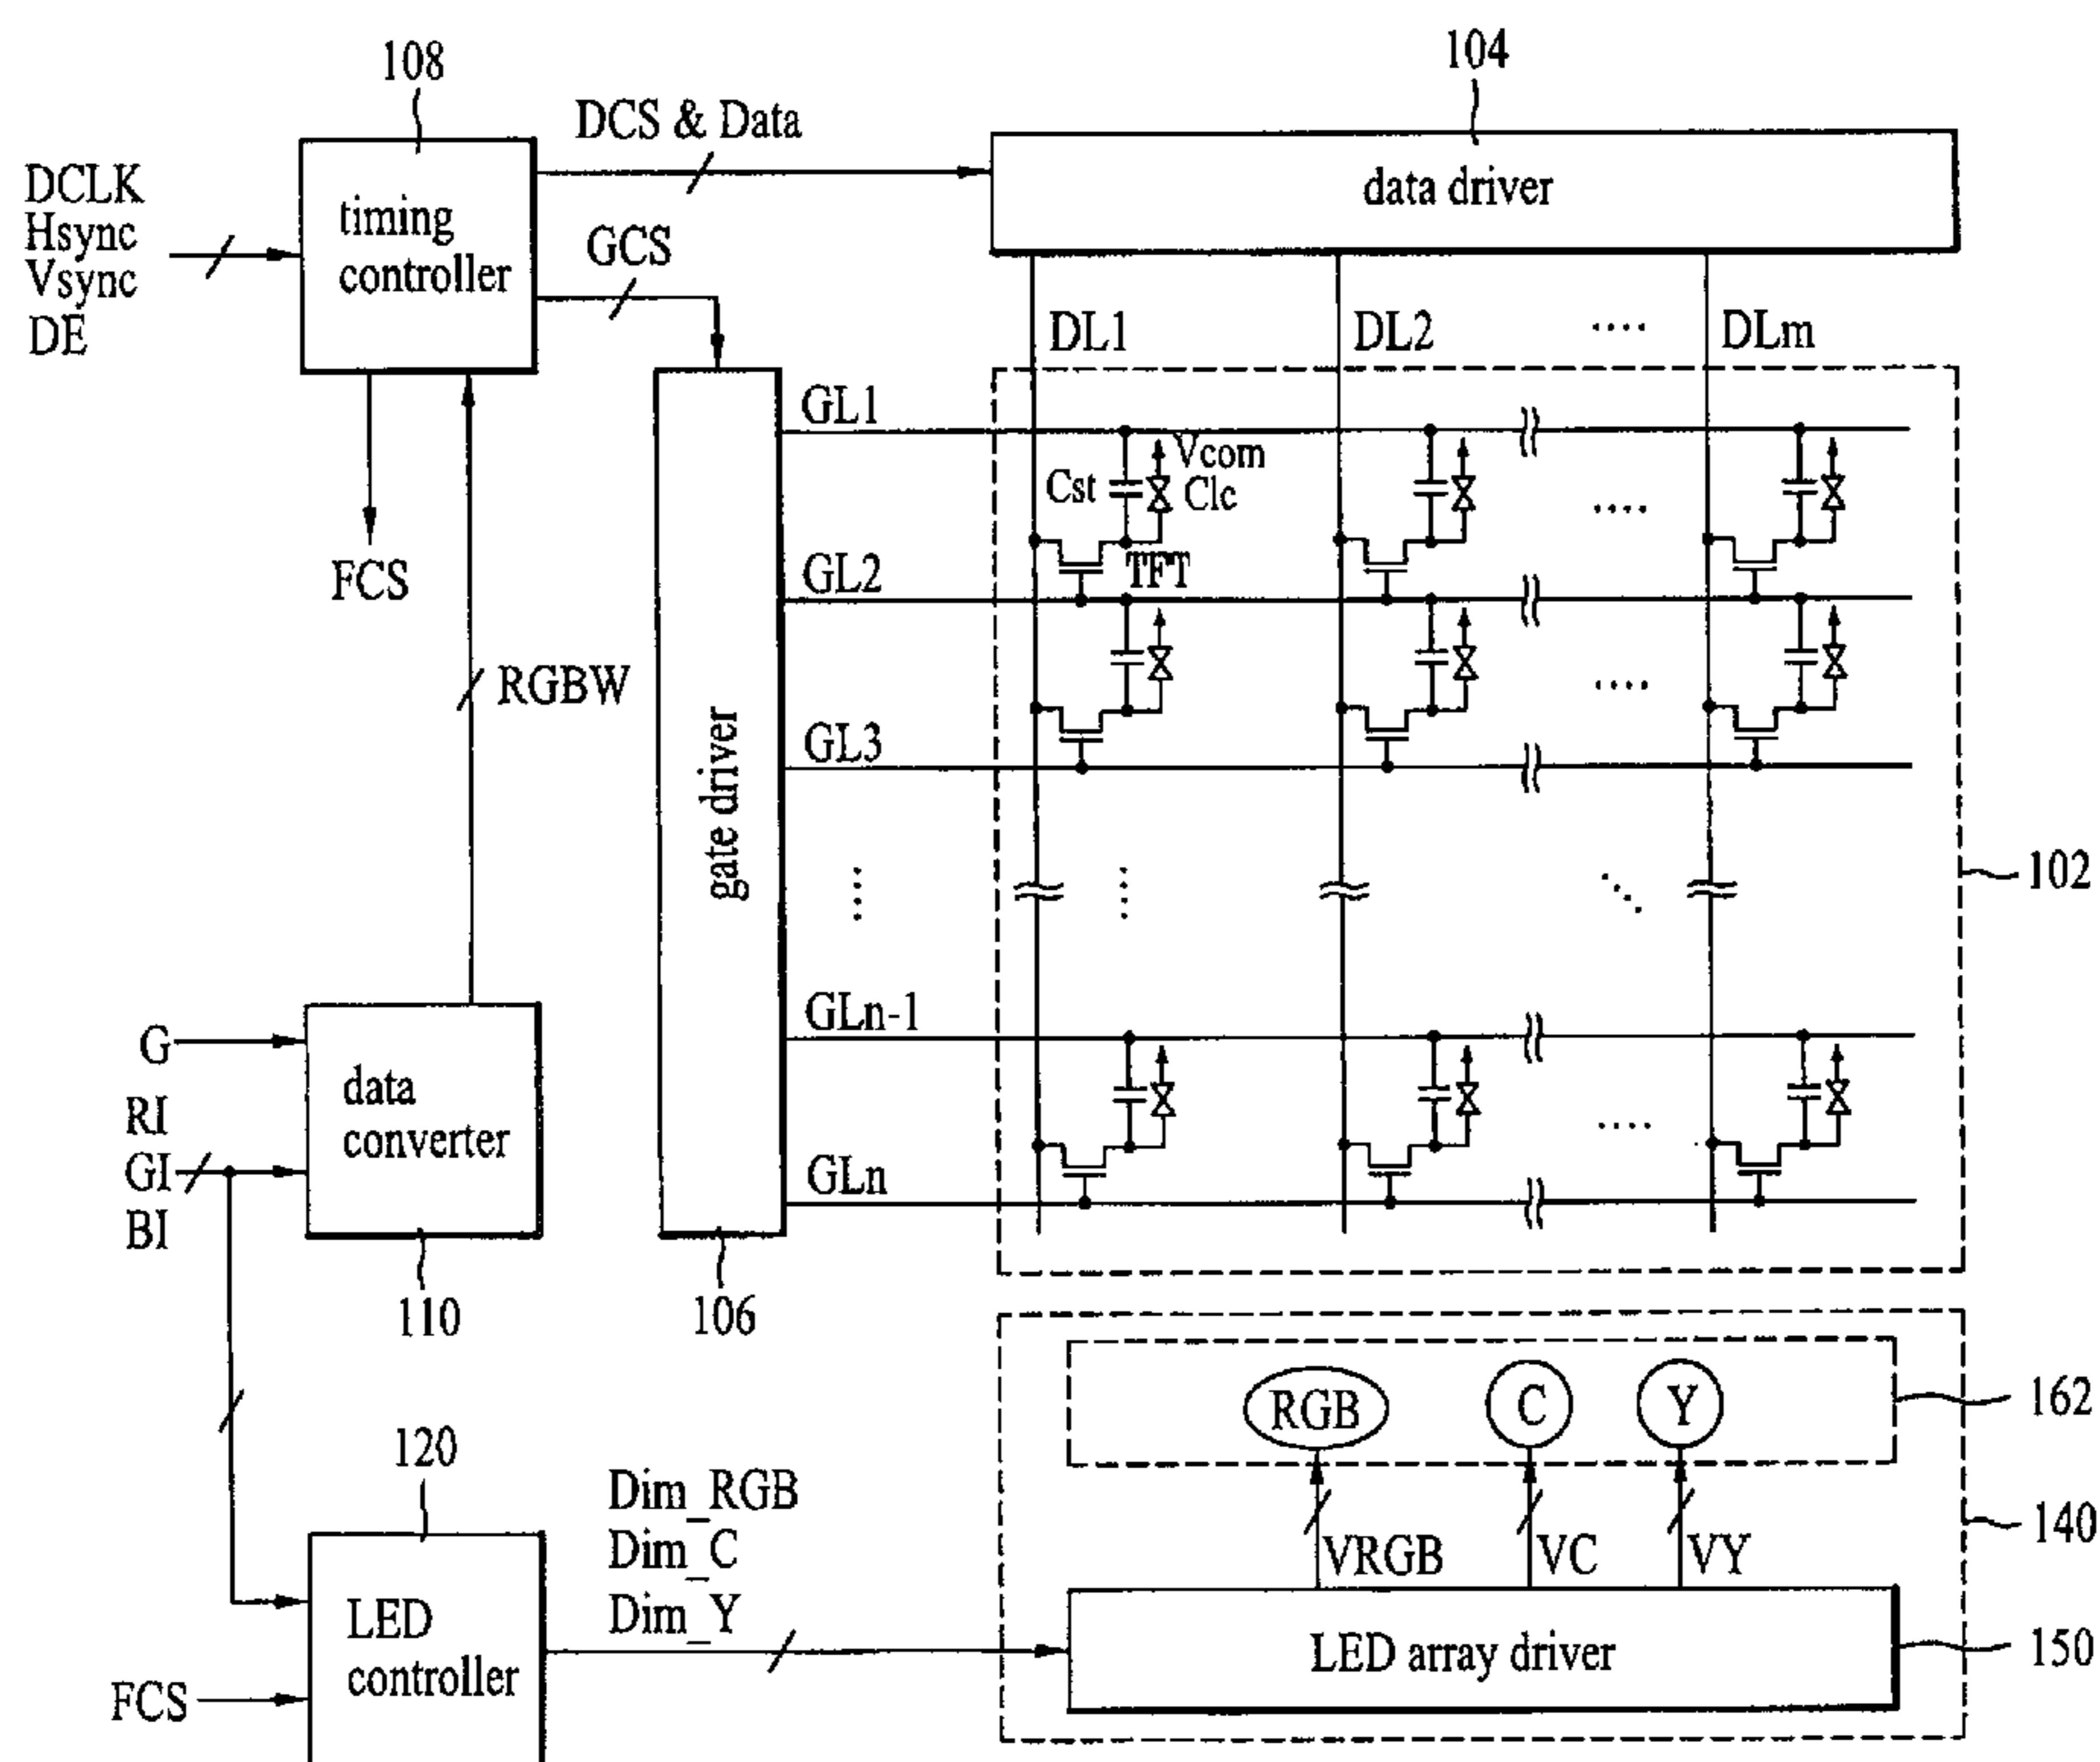 108
104
DCS & Data
DCLK
Hsync
Vsync
DE
timing
controller
data driver
GCS
DL1
DL2
....
DLm
GL1
Vcom
Cst
Clc
....
FCS
GL2
TFT
RGBW
....
GL3
gate driver
....
....
....
102
G
RI
GI
BI
data
converter
GLn-1
....
GLn
110
106
RGB
C
Y
162
120
Dim_RGB
Dim_C
Dim_Y
VRGB
VC
VY
140
LED
controller
LED array driver
150
FCS